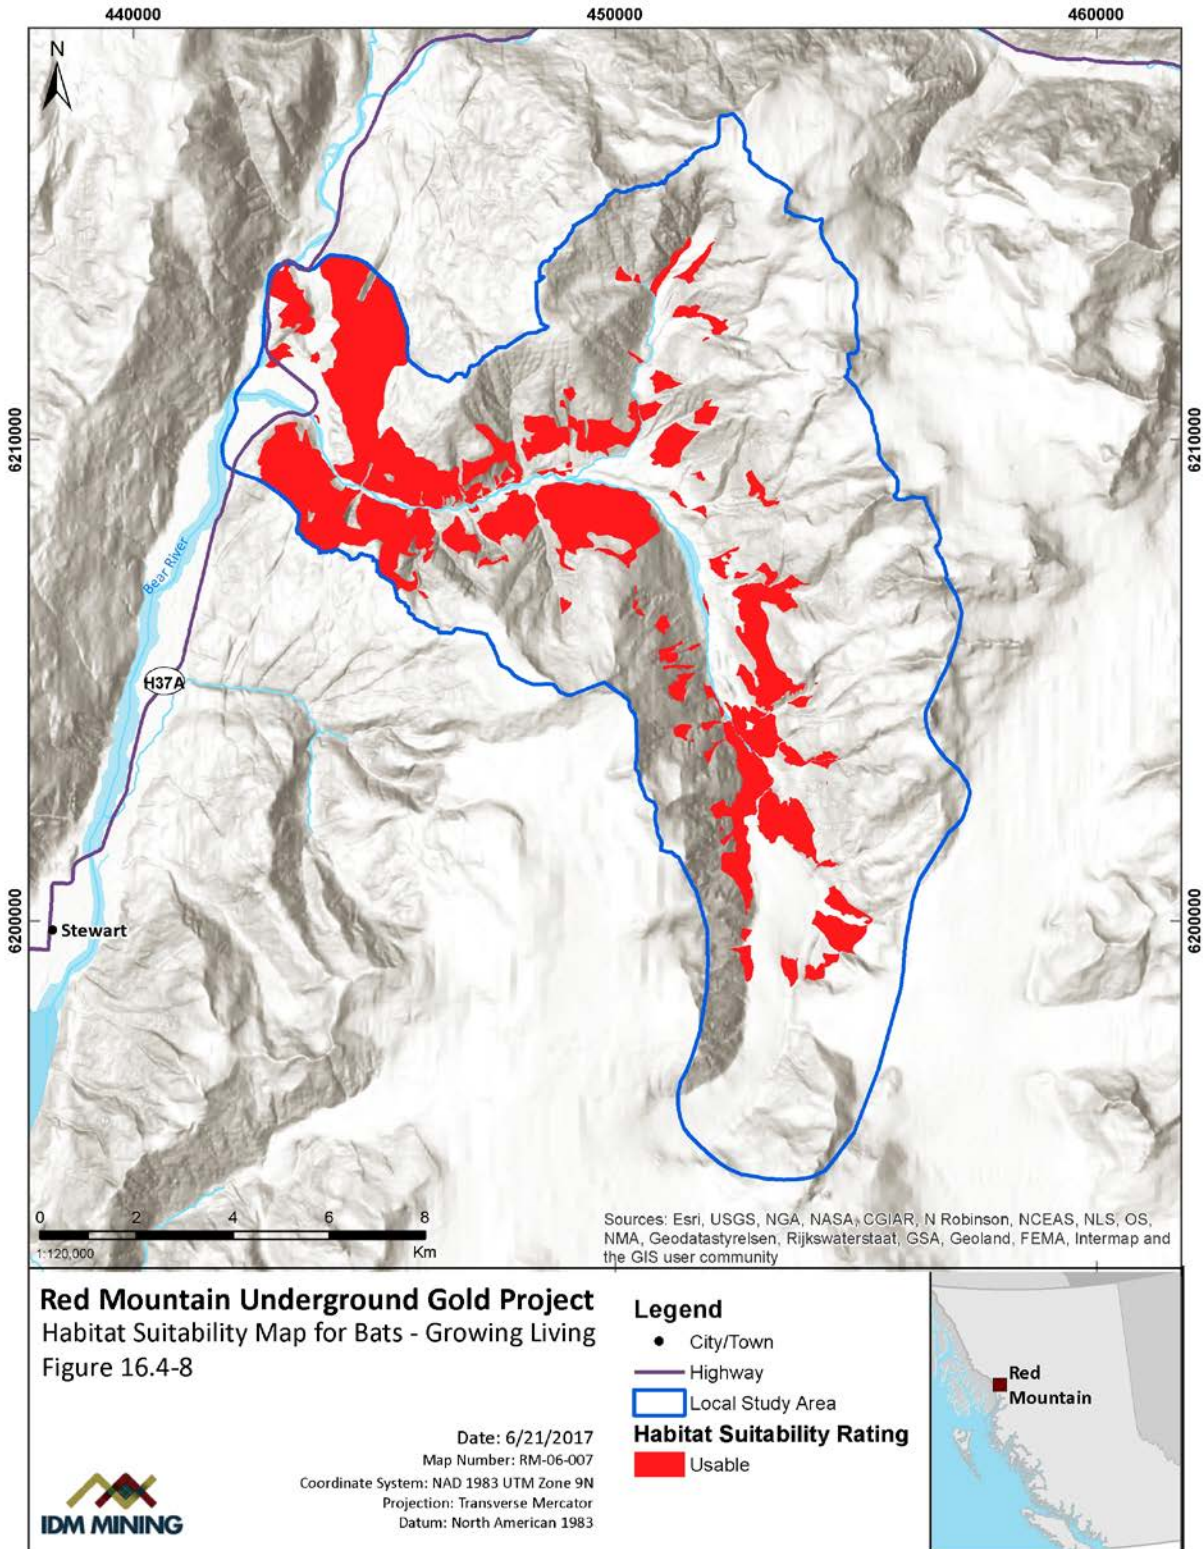 440000
450000
460000
N
6210000
6210000
Bear River
H37A
6200000
6200000
Stewart
0 2 4 6 8
1:120,000
Km
Sources: Esri, USGS, NGA, NASA, CGIAR, N Robinson, NCEAS, NLS, OS,
NMA, Geodatastyrelsen, Rijkswaterstaat, GSA, Geoland, FEMA, Intermap and
the GIS user community
Red Mountain Underground Gold Project
Habitat Suitability Map for Bats - Growing Living
Figure 16.4-8
Date: 6/21/2017
Map Number: RM-06-007
Coordinate System: NAD 1983 UTM Zone 9N
Projection: Transverse Mercator
Datum: North American 1983
IDM MINING
Legend
City/Town
Highway
Local Study Area
Habitat Suitability Rating
Usable
Red
Mountain